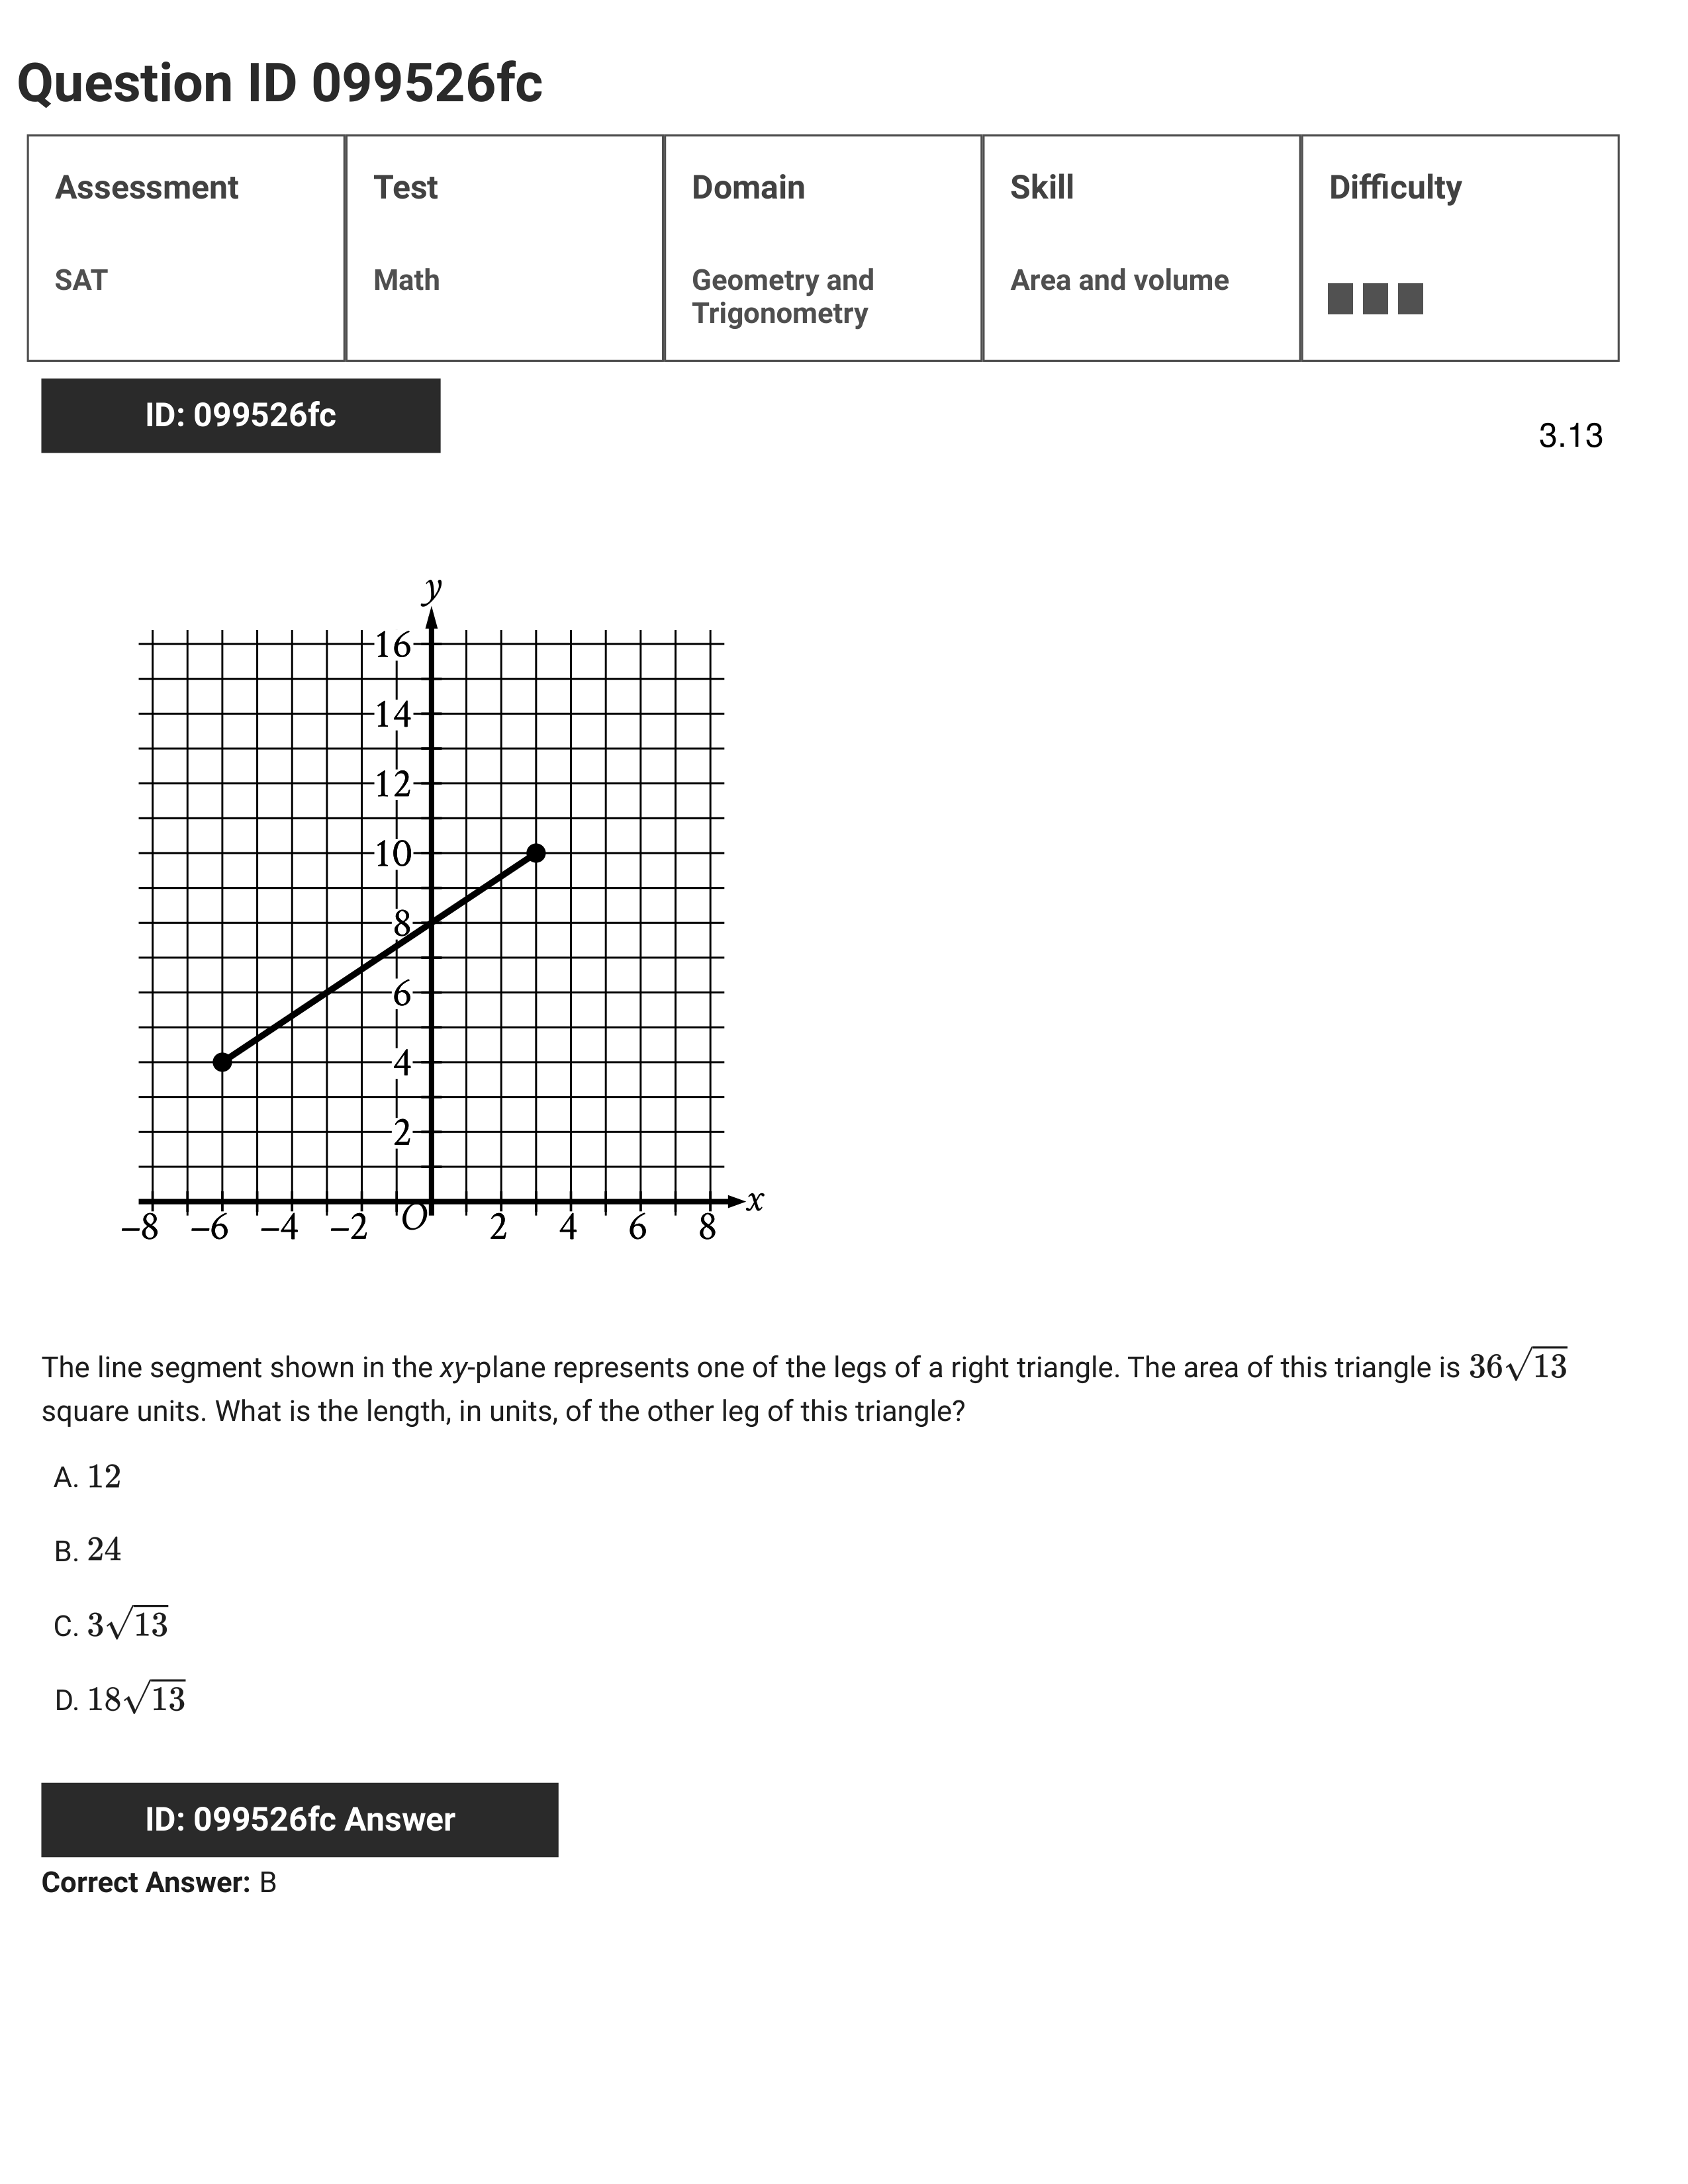 Question ID 099526fc
Assessment Test Domain Skill Difficulty
SAT Math Geometry and Trigonometry Area and volume
ID: 099526fc
3.13
y
16
14
12
10
8
6
4
2
−8 −6 −4 −2 O 2 4 6 8 x
The line segment shown in the xy-plane represents one of the legs of a right triangle. The area of this triangle is 36√13
square units. What is the length, in units, of the other leg of this triangle?
A. 12
B. 24
C. 3√13
D. 18√13
ID: 099526fc Answer
Correct Answer: B